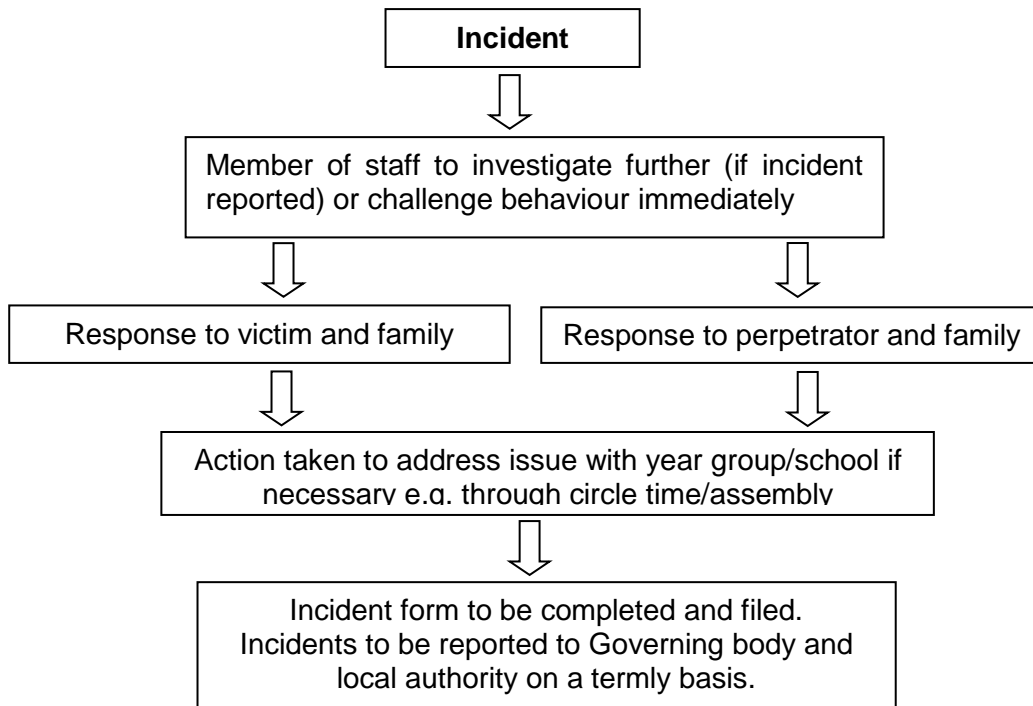 Incident
Member of staff to investigate further (if incident
reported) or challenge behaviour immediately
Response to victim and family
Response to perpetrator and family
Action taken to address issue with year group/school if
necessary e.g. through circle time/assembly
Incident form to be completed and filed.
Incidents to be reported to Governing body and
local authority on a termly basis.